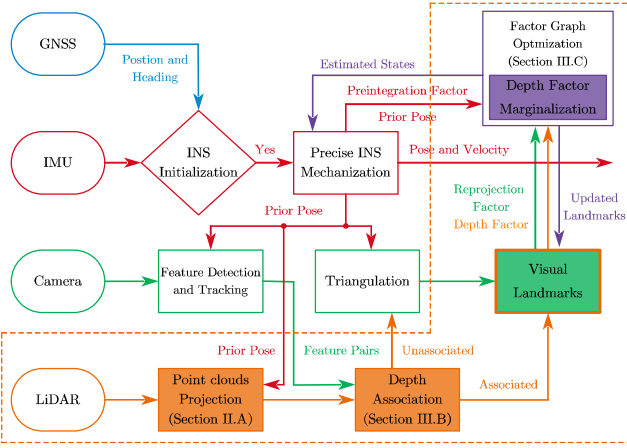 GNSS
Postion and
Heading
Estimated States
Factor Graph
Optmization
(Section III.C)
Depth Factor
Marginalization
Preintegration Factor
Prior Pose
IMU
INS
Initialization
Yes
Precise INS
Mechanization
Pose and Velocity
Prior Pose
Reprojection
Factor
Depth Factor
Updated
Landmarks
Camera
Feature Detection
and Tracking
Triangulation
Visual
Landmarks
Prior Pose
Feature Pairs
Unassociated
LiDAR
Point clouds
Projection
(Section II.A)
Depth
Association
(Section III.B)
Associated